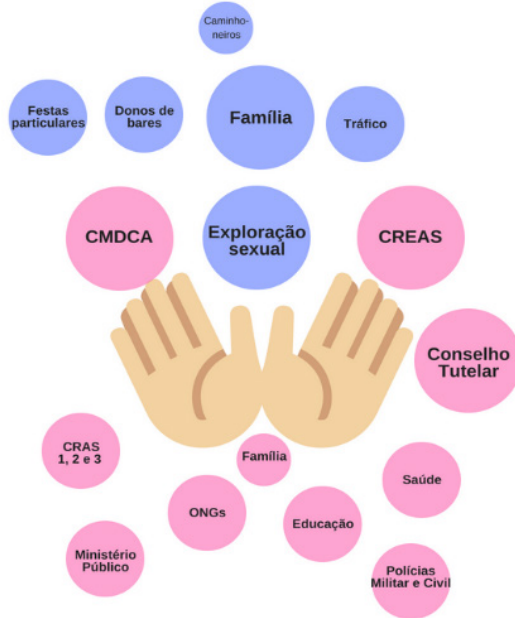 Caminho-
neiros
Festas
particulares
Donos de
bares
Família
Tráfico
CMDCA
Exploração
sexual
CREAS
Conselho
Tutelar
CRAS
1, 2 e 3
Família
Saúde
ONGs
Educação
Ministério
Público
Polícias
Militar e Civil